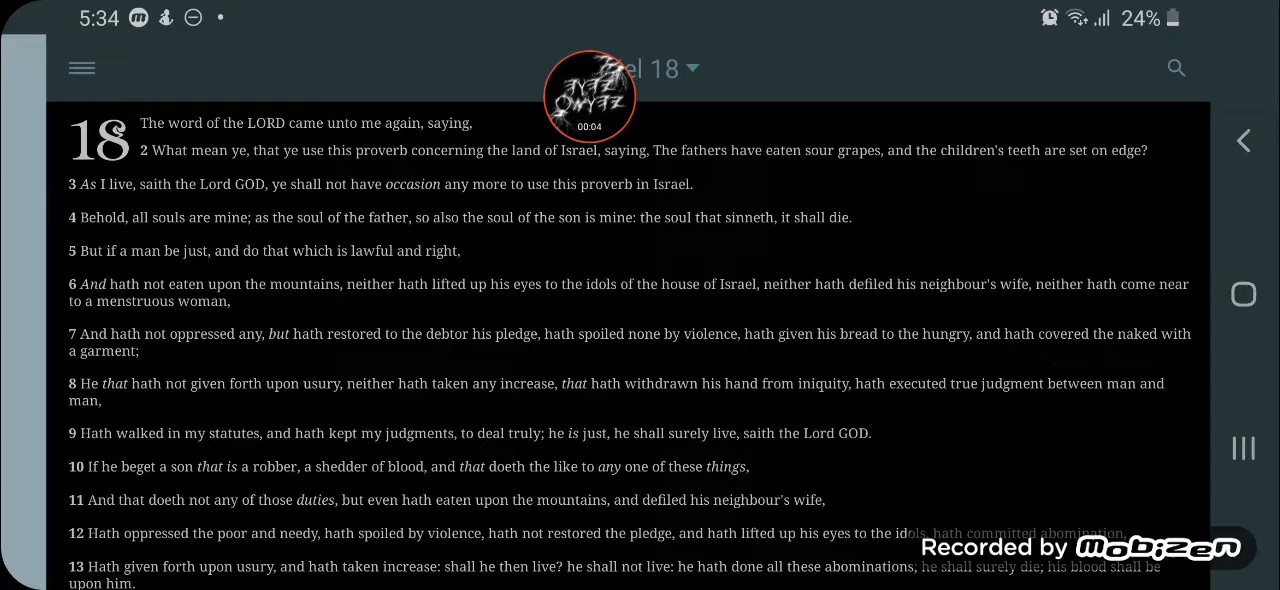 5:34
24%
el 18
00:04
18 The word of the LORD came unto me again, saying,
2 What mean ye, that ye use this proverb concerning the land of Israel, saying, The fathers have eaten sour grapes, and the children's teeth are set on edge?
3 As I live, saith the Lord GOD, ye shall not have occasion any more to use this proverb in Israel.
4 Behold, all souls are mine; as the soul of the father, so also the soul of the son is mine: the soul that sinneth, it shall die.
5 But if a man be just, and do that which is lawful and right,
6 And hath not eaten upon the mountains, neither hath lifted up his eyes to the idols of the house of Israel, neither hath defiled his neighbour's wife, neither hath come near
to a menstruous woman,
7 And hath not oppressed any, but hath restored to the debtor his pledge, hath spoiled none by violence, hath given his bread to the hungry, and hath covered the naked with
a garment;
8 He that hath not given forth upon usury, neither hath taken any increase, that hath withdrawn his hand from iniquity, hath executed true judgment between man and
man,
9 Hath walked in my statutes, and hath kept my judgments, to deal truly; he is just, he shall surely live, saith the Lord GOD.
10 If he beget a son that is a robber, a shedder of blood, and that doeth the like to any one of these things,
11 And that doeth not any of those duties, but even hath eaten upon the mountains, and defiled his neighbour's wife,
12 Hath oppressed the poor and needy, hath spoiled by violence, hath not restored the pledge, and hath lifted up his eyes to the idols, hath committed abomination,
Recorded by mobizen
13 Hath given forth upon usury, and hath taken increase: shall he then live? he shall not live: he hath done all these abominations; he shall surely die; his blood shall be
upon him.